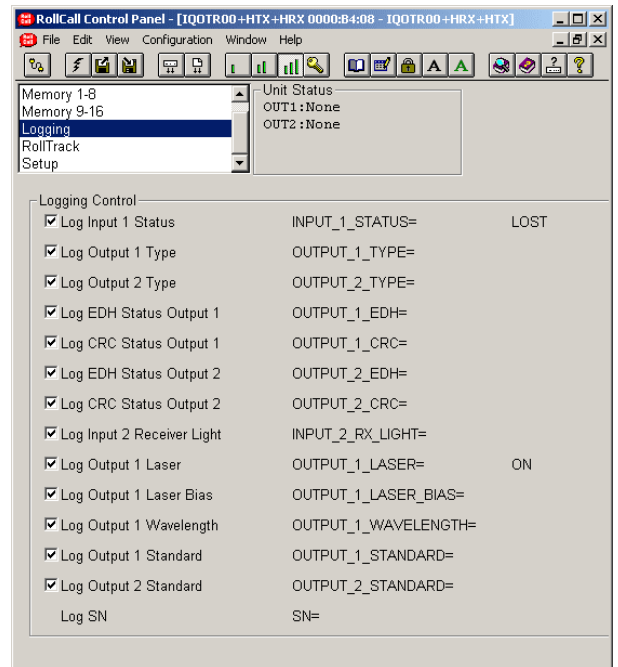 RollCall Control Panel - [IQOTR00+HTX+HRX 0000:B4:08 - IQOTR00+HRX+HTX]
File Edit View Configuration Window Help
A A
Memory 1-8
Memory 9-16
Logging
RollTrack
Setup
Unit Status
OUT1:None
OUT2:None
Logging Control
Log Input 1 Status INPUT_1_STATUS= LOST
Log Output 1 Type OUTPUT_1_TYPE=
Log Output 2 Type OUTPUT_2_TYPE=
Log EDH Status Output 1 OUTPUT_1_EDH=
Log CRC Status Output 1 OUTPUT_1_CRC=
Log EDH Status Output 2 OUTPUT_2_EDH=
Log CRC Status Output 2 OUTPUT_2_CRC=
Log Input 2 Receiver Light INPUT_2_RX_LIGHT=
Log Output 1 Laser OUTPUT_1_LASER= ON
Log Output 1 Laser Bias OUTPUT_1_LASER_BIAS=
Log Output 1 Wavelength OUTPUT_1_WAVELENGTH=
Log Output 1 Standard OUTPUT_1_STANDARD=
Log Output 2 Standard OUTPUT_2_STANDARD=
Log SN SN=